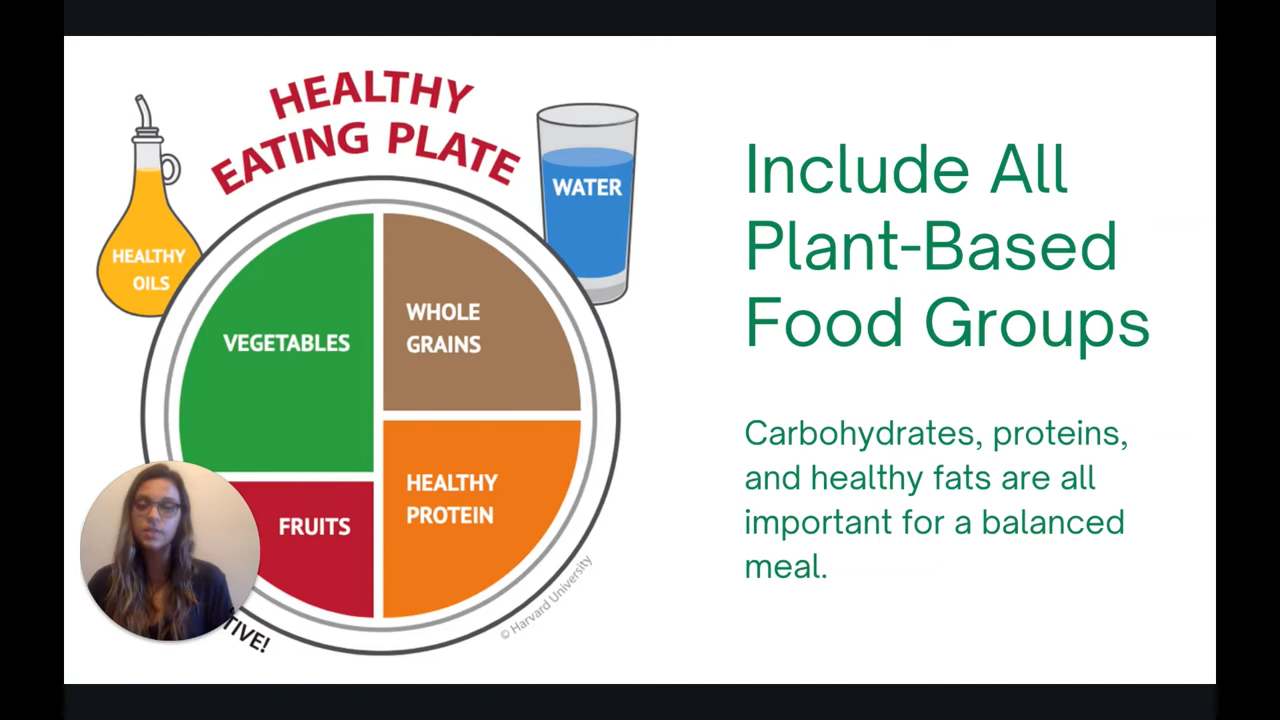 HEALTHY
EATING PLATE
WATER
HEALTHY
OILS
VEGETABLES
WHOLE
GRAINS
FRUITS
HEALTHY
PROTEIN
© Harvard University
Include All
Plant-Based
Food Groups
Carbohydrates, proteins,
and healthy fats are all
important for a balanced
meal.